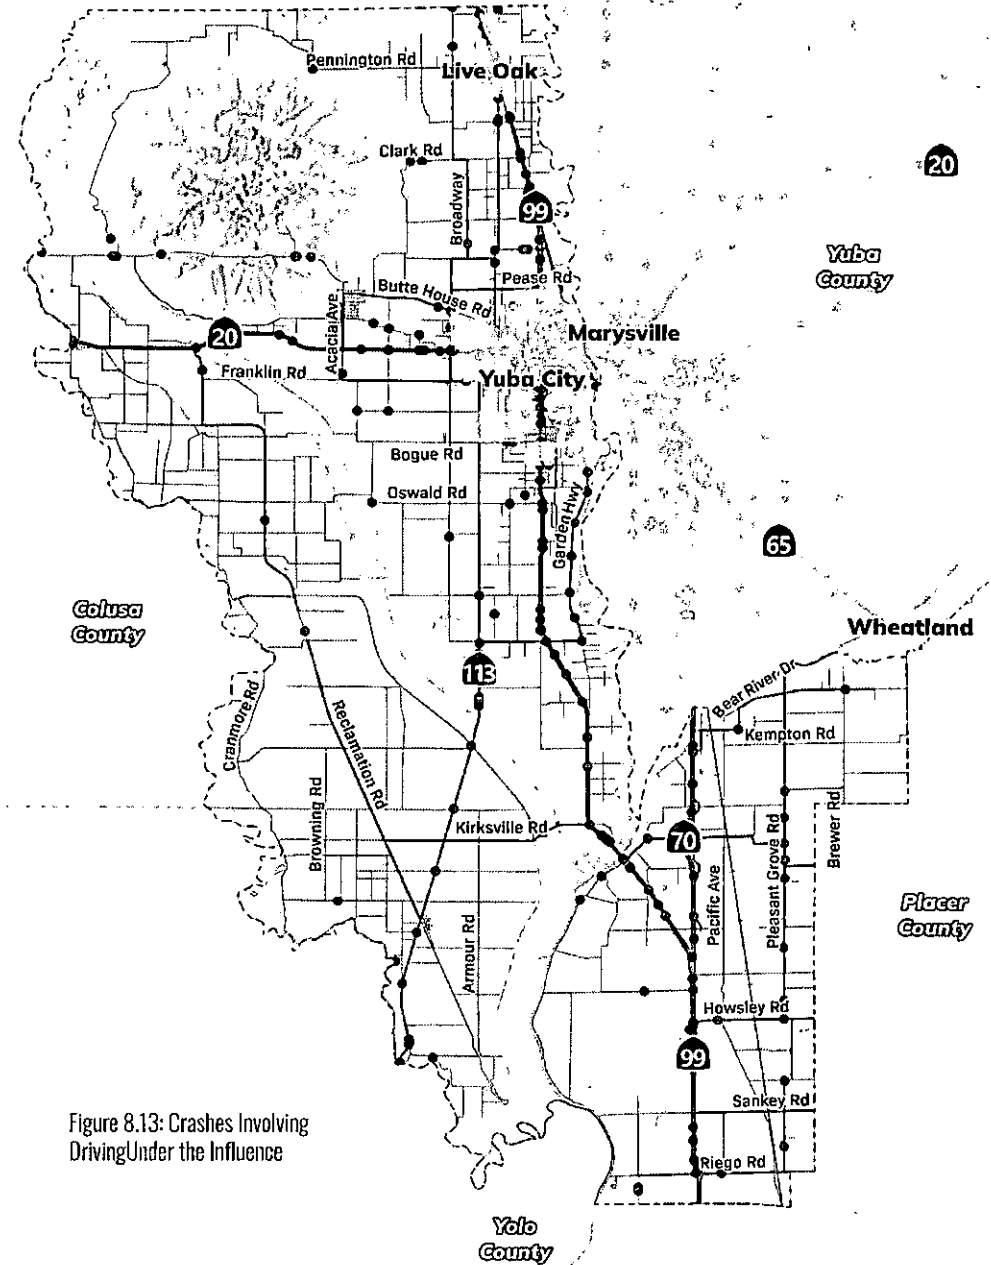 Pennington Rd
Live Oak
Clark Rd
20
Broadway
99
Yuba
County
Pease Rd
Butte House Rd
Acacia Ave
20
Marysville
Franklin Rd
Yuba City
Bogue Rd
Oswald Rd
Garden Hwy
65
Colusa
County
Wheatland
113
Bear River Dr
Cranmore Rd
Reclamation Rd
Kempton Rd
Browning Rd
Kirksville Rd
70
Pacific Ave
Pleasant Grove Rd
Brewer Rd
Placer
County
Armour Rd
Howsley Rd
99
Sankey Rd
Figure 8.13: Crashes Involving
DrivingUnder the Influence
Riego Rd
Yolo
County